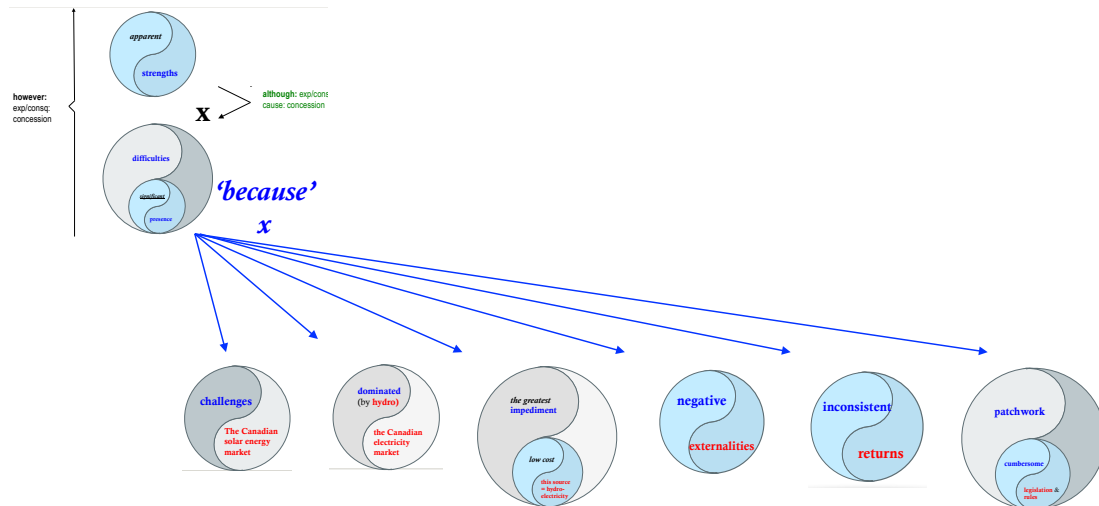 apparent
strengths
however:
exp/consq:
concession
although: exp/cons
cause: concession
x
difficulties
significant
presence
‘because’
x
challenges
The Canadian
solar energy
market
dominated
(by hydro)
the Canadian
electricity
market
the greatest
impediment
low cost
this source
= hydro-
electricity
negative
externalities
inconsistent
returns
patchwork
cumbersome
legislation &
rules